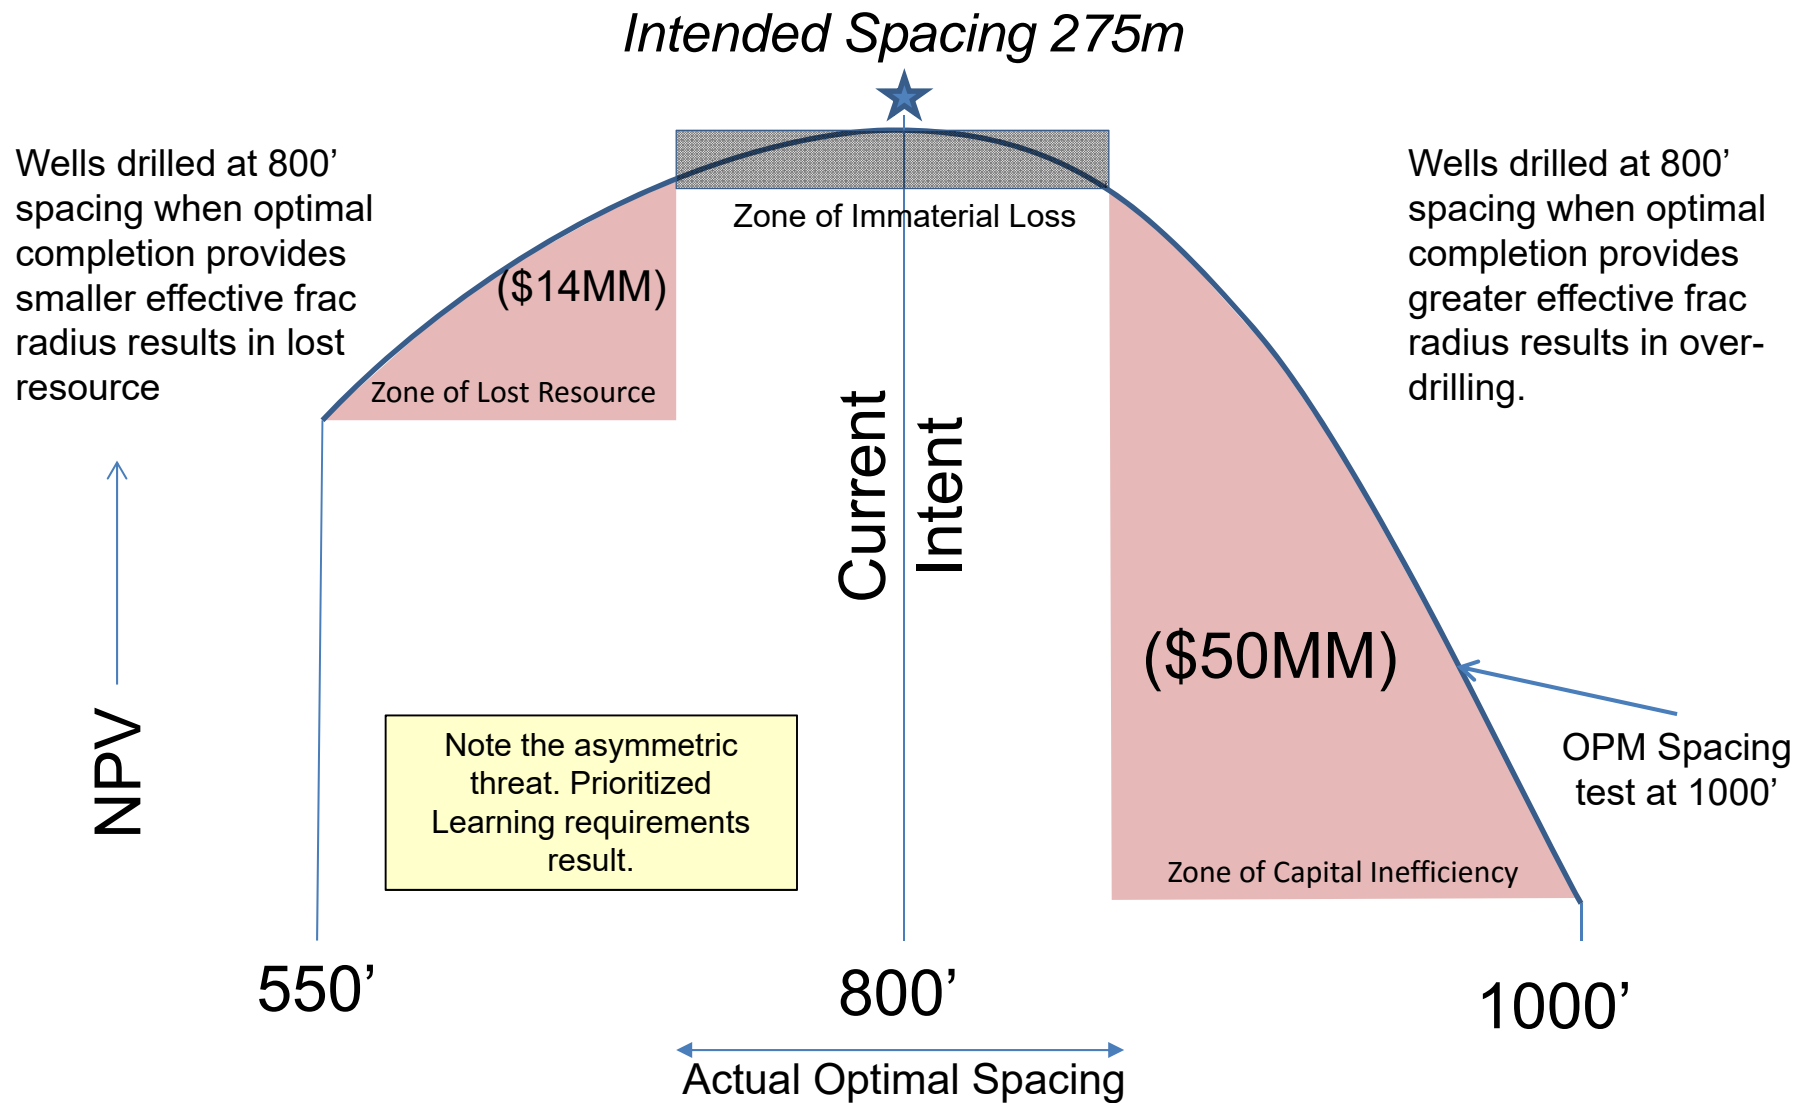 Intended Spacing 275m
Wells drilled at 800’
spacing when optimal
completion provides
smaller effective frac
radius results in lost
resource
Wells drilled at 800’
spacing when optimal
completion provides
greater effective frac
radius results in over-
drilling.
Zone of Immaterial Loss
($14MM)
Zone of Lost Resource
Current
Intent
($50MM)
NPV
Note the asymmetric
threat. Prioritized
Learning requirements
result.
OPM Spacing
test at 1000’
Zone of Capital Inefficiency
550’
800’
1000’
Actual Optimal Spacing